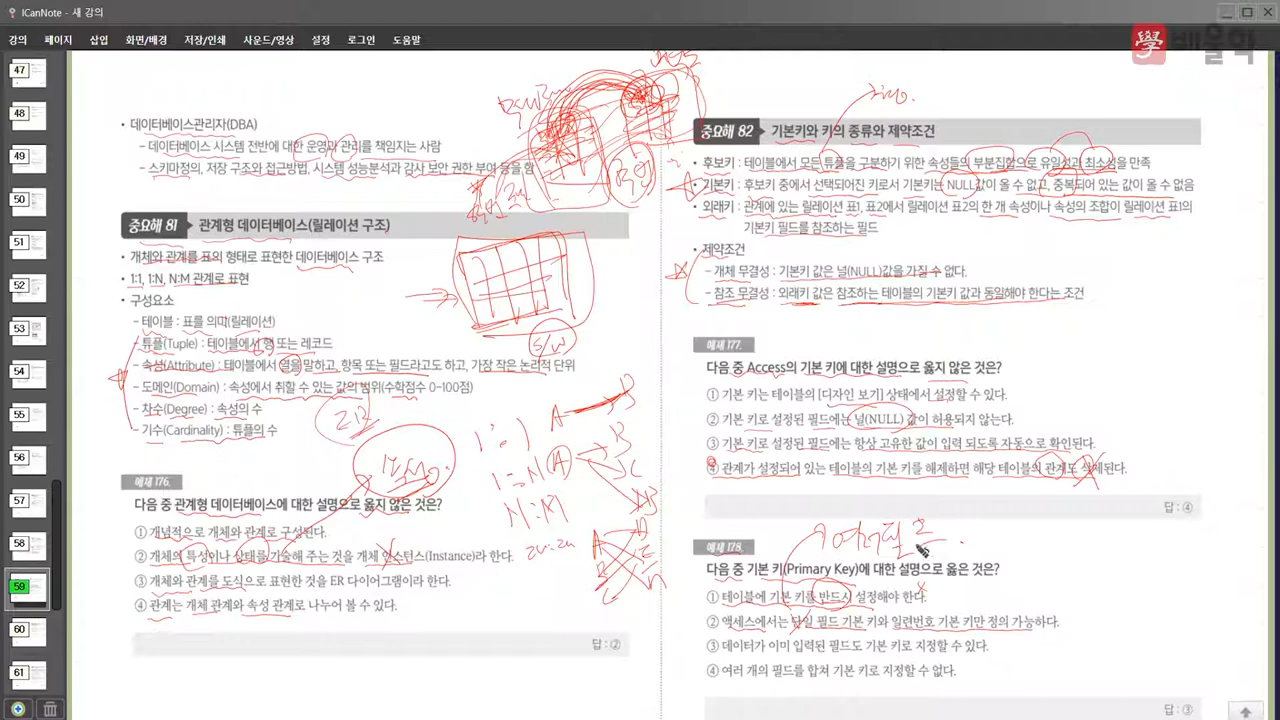 ICanNote - 새 강의
강의 페이지 삽입 화면/배경 저장/인쇄 사운드/영상 설정 로그인 도움말
學 배울학
47
48
49
50
51
52
53
54
55
56
57
58
59
60
61
• 데이터베이스관리자(DBA)
– 데이터베이스 시스템 전반에 대한 운영과 관리를 책임지는 사람
– 스키마정의, 저장 구조와 접근방법, 시스템 성능분석과 감사 보안 권한 부여 등을 함
중요해 81 관계형 데이터베이스(릴레이션 구조)
• 개체와 관계를 표의 형태로 표현한 데이터베이스 구조
• 1:1, 1:N, N:M 관계로 표현
• 구성요소
– 테이블 : 표를 의미(릴레이션)
– 튜플(Tuple) : 테이블에서 행 또는 레코드
– 속성(Attribute) : 테이블에서 열을 말하고, 항목 또는 필드라고도 하고, 가장 작은 논리적 단위
– 도메인(Domain) : 속성에서 취할 수 있는 값의 범위(수학점수 0~100점)
– 차수(Degree) : 속성의 수
– 기수(Cardinality) : 튜플의 수
S/W
1:1 A B
1:N A B C D
N:M
예제 176.
다음 중 관계형 데이터베이스에 대한 설명으로 옳지 않은 것은?
① 개념적으로 개체와 관계로 구성된다.
② 개체의 특성이나 상태를 기술해 주는 것을 개체 인스턴스(Instance)라 한다.
③ 개체와 관계를 도식으로 표현한 것을 ER 다이어그램이라 한다.
④ 관계는 개체 관계와 속성 관계로 나누어 볼 수 있다.
답 : ②
중요해 82 기본키와 키의 종류와 제약조건
• 후보키 : 테이블에서 모든 튜플을 구분하기 위한 속성들의 부분집합으로 유일성과 최소성을 만족
• 기본키 : 후보키 중에서 선택되어진 키로서 기본키는 NULL값이 올 수 없고, 중복되어 있는 값이 올 수 없음
• 외래키 : 관계에 있는 릴레이션 표1, 표2에서 릴레이션 표2의 한 개 속성이나 속성의 조합이 릴레이션 표1의
기본키 필드를 참조하는 필드
• 제약조건
– 개체 무결성 : 기본키 값은 널(NULL)값을 가질 수 없다.
– 참조 무결성 : 외래키 값은 참조하는 테이블의 기본키 값과 동일해야 한다는 조건
예제 177.
다음 중 Access의 기본 키에 대한 설명으로 옳지 않은 것은?
① 기본 키는 테이블의 [디자인 보기] 상태에서 설정할 수 있다.
② 기본 키로 설정된 필드에는 널(NULL) 값이 허용되지 않는다.
③ 기본 키로 설정된 필드에는 항상 고유한 값이 입력 되도록 자동으로 확인된다.
④ 관계가 설정되어 있는 테이블의 기본 키를 해제하면 해당 테이블의 관계도 삭제된다.
답 : ④
예제 178.
다음 중 기본 키(Primary Key)에 대한 설명으로 옳은 것은?
① 테이블에 기본 키를 반드시 설정해야 한다.
② 액세스에서는 단일 필드 기본 키와 일련번호 기본 키만 정의 가능하다.
③ 데이터가 이미 입력된 필드도 기본 키로 지정할 수 있다.
④ 여러 개의 필드를 합쳐 기본 키로 지정할 수 없다.
답 : ③